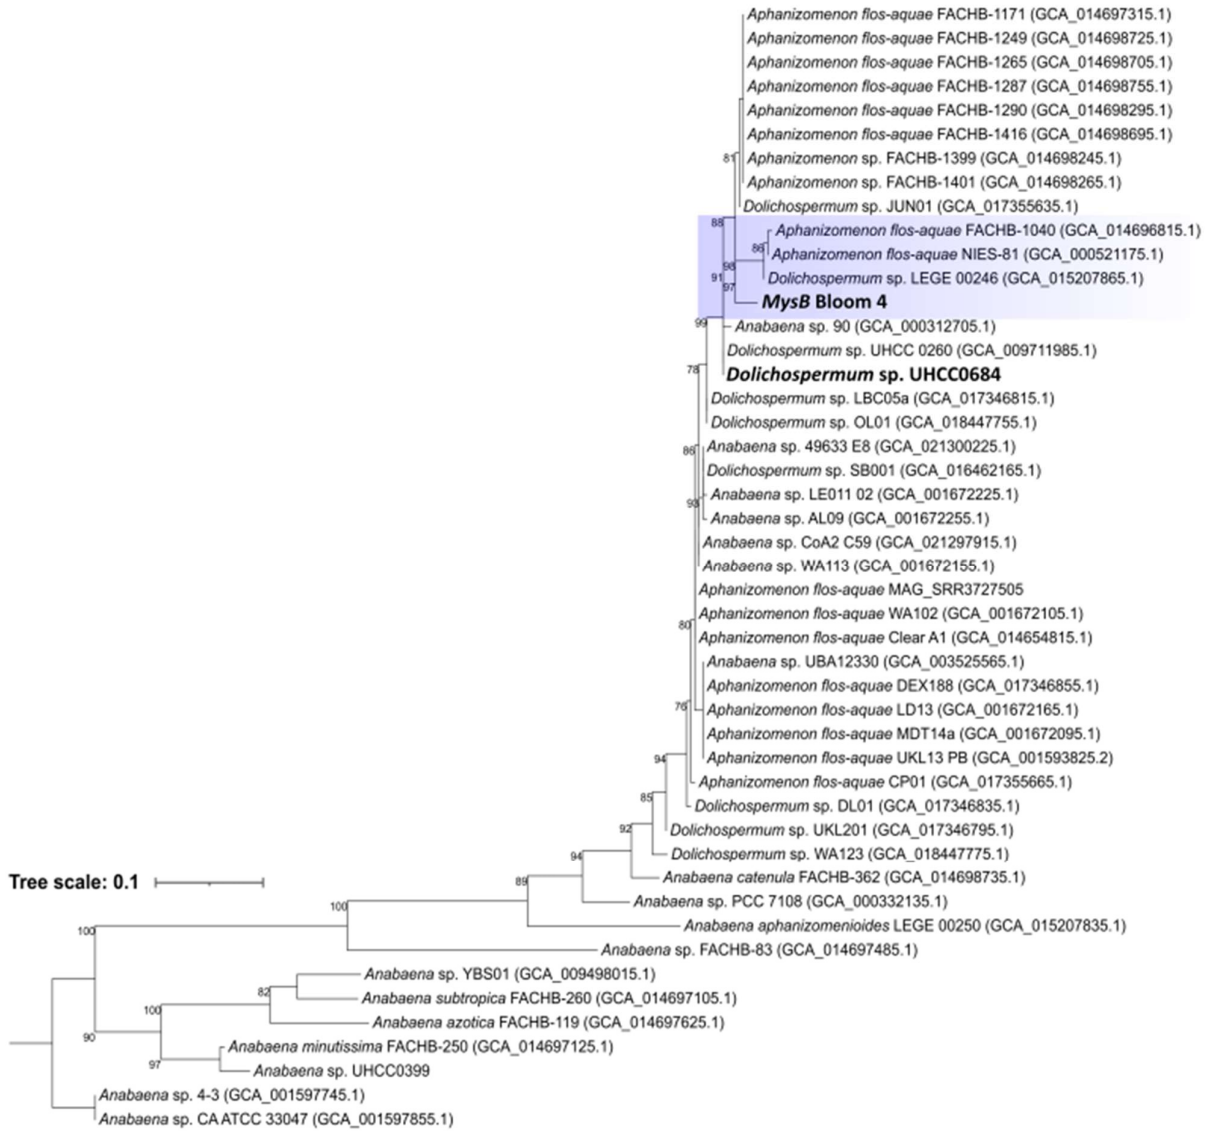 Aphanizomenon flos-aquae FACHB-1171 (GCA_014697315.1)
Aphanizomenon flos-aquae FACHB-1249 (GCA_014698725.1)
Aphanizomenon flos-aquae FACHB-1265 (GCA_014698705.1)
Aphanizomenon flos-aquae FACHB-1287 (GCA_014698755.1)
Aphanizomenon flos-aquae FACHB-1290 (GCA_014698295.1)
Aphanizomenon flos-aquae FACHB-1416 (GCA_014698695.1)
81 Aphanizomenon sp. FACHB-1399 (GCA_014698245.1)
Aphanizomenon sp. FACHB-1401 (GCA_014698265.1)
Dolichospermum sp. JUN01 (GCA_017355635.1)
88 Aphanizomenon flos-aquae FACHB-1040 (GCA_014696815.1)
86 Aphanizomenon flos-aquae NIES-81 (GCA_000521175.1)
98
91 Dolichospermum sp. LEGE 00246 (GCA_015207865.1)
97
MysB Bloom 4
99 Anabaena sp. 90 (GCA_000312705.1)
Dolichospermum sp. UHCC 0260 (GCA_009711985.1)
78 Dolichospermum sp. UHCC0684
Dolichospermum sp. LBC05a (GCA_017346815.1)
Dolichospermum sp. OL01 (GCA_018447755.1)
86 Anabaena sp. 49633 E8 (GCA_021300225.1)
Dolichospermum sp. SB001 (GCA_016462165.1)
93 Anabaena sp. LE011 02 (GCA_001672225.1)
Anabaena sp. AL09 (GCA_001672255.1)
Anabaena sp. CoA2 C59 (GCA_021297915.1)
Anabaena sp. WA113 (GCA_001672155.1)
Aphanizomenon flos-aquae MAG_SRR3727505
80 Aphanizomenon flos-aquae WA102 (GCA_001672105.1)
Aphanizomenon flos-aquae Clear A1 (GCA_014654815.1)
Anabaena sp. UBA12330 (GCA_003525565.1)
Aphanizomenon flos-aquae DEX188 (GCA_017346855.1)
76 Aphanizomenon flos-aquae LD13 (GCA_001672165.1)
Aphanizomenon flos-aquae MDT14a (GCA_001672095.1)
94 Aphanizomenon flos-aquae UKL13 PB (GCA_001593825.2)
Aphanizomenon flos-aquae CP01 (GCA_017355665.1)
85 Dolichospermum sp. DL01 (GCA_017346835.1)
92 Dolichospermum sp. UKL201 (GCA_017346795.1)
94 Dolichospermum sp. WA123 (GCA_018447775.1)
Tree scale: 0.1 89 Anabaena catenula FACHB-362 (GCA_014698735.1)
100 Anabaena sp. PCC 7108 (GCA_000332135.1)
100 Anabaena aphanizomenioides LEGE 00250 (GCA_015207835.1)
Anabaena sp. FACHB-83 (GCA_014697485.1)
Anabaena sp. YBS01 (GCA_009498015.1)
82 Anabaena subtropica FACHB-260 (GCA_014697105.1)
100 Anabaena azotica FACHB-119 (GCA_014697625.1)
90 Anabaena minutissima FACHB-250 (GCA_014697125.1)
97 Anabaena sp. UHCC0399
Anabaena sp. 4-3 (GCA_001597745.1)
Anabaena sp. CA ATCC 33047 (GCA_001597855.1)